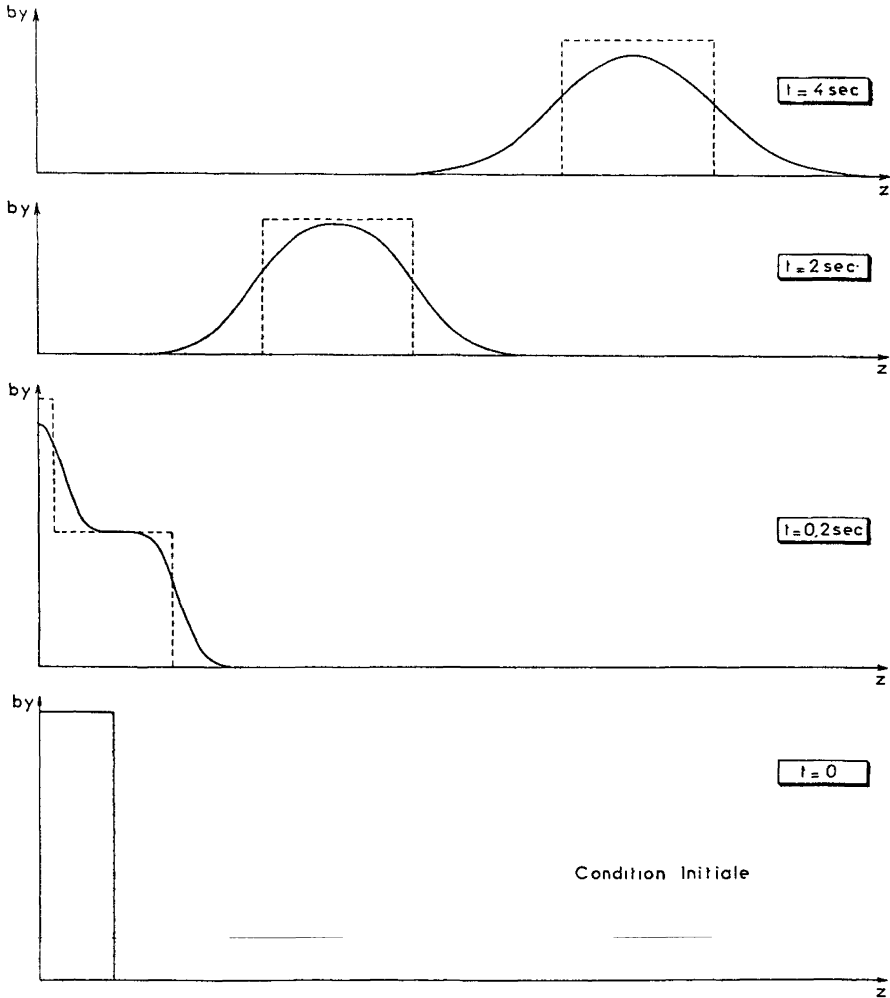 by
t = 4 sec
z
by
t = 2 sec.
z
by
t = 0,2 sec
z
by
t = 0
Condition Initiale
z